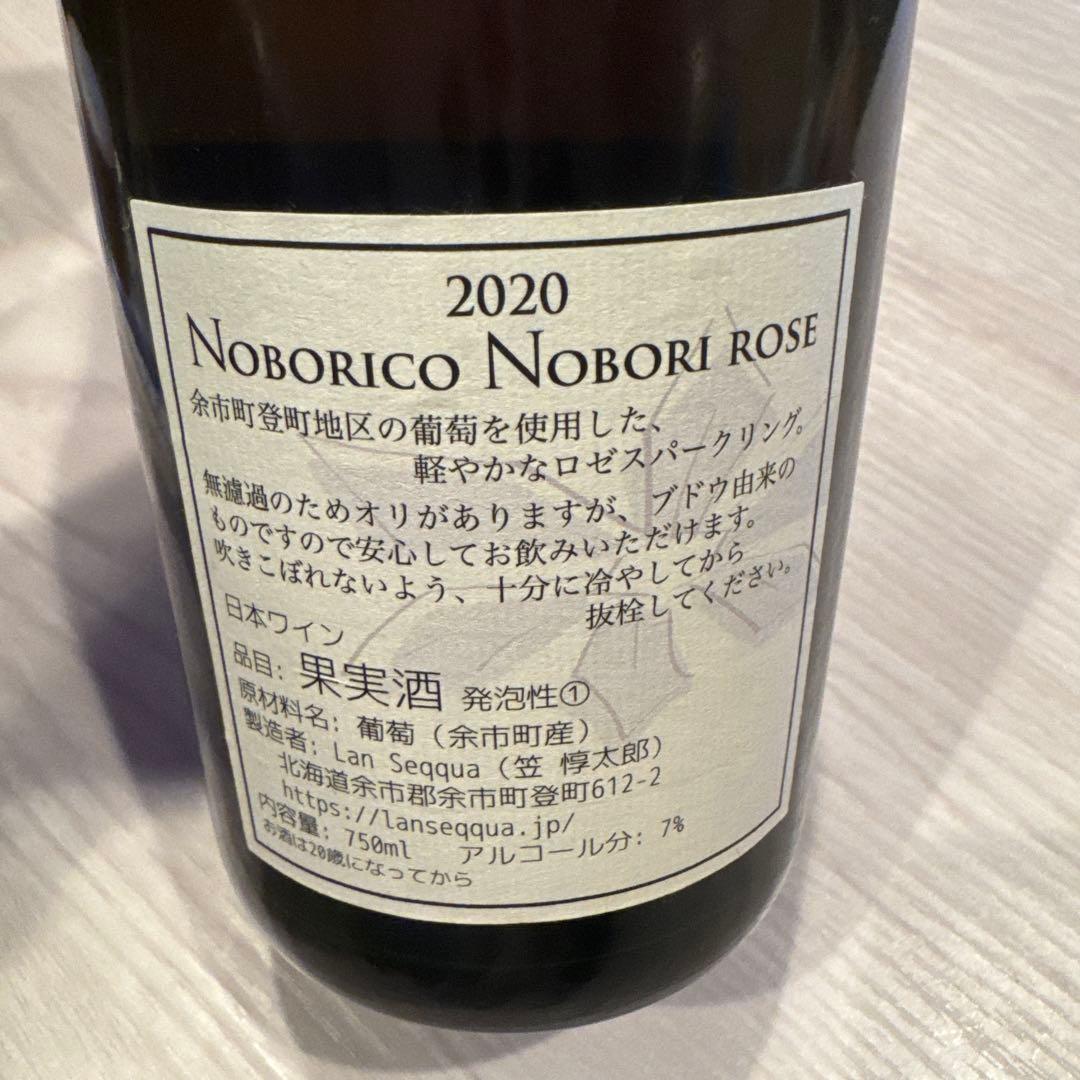 2020
NOBORICO NOBORI ROSE
余市町登町地区の葡萄を使用した、
軽やかなロゼスパークリング。
無濾過のためオリがありますが、ブドウ由来の
ものですので安心してお飲みいただけます。
吹きこぼれないよう、十分に冷やしてから
抜栓してください。
日本ワイン
品目: 果実酒 発泡性①
原材料名: 葡萄（余市町産）
製造者: Lan Seqqua（笠 惇太郎）
北海道余市郡余市町登町612-2
https://lanseqqua.jp/
内容量: 750ml アルコール分: 7%
お酒は20歳になってから